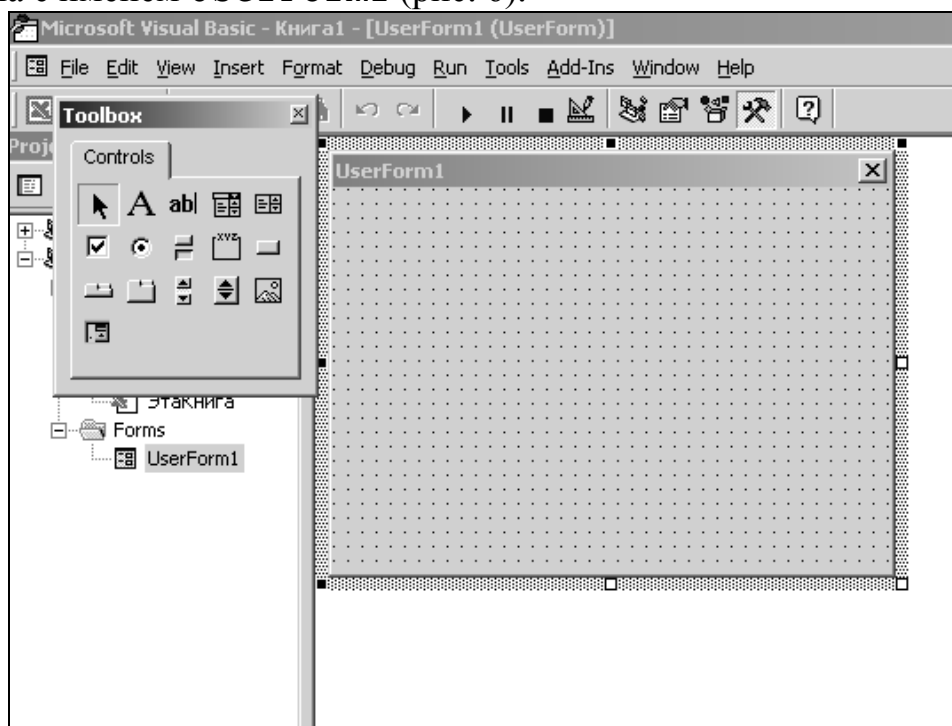 Microsoft Visual Basic - Книга1 - [UserForm1 (UserForm)]
File Edit View Insert Format Debug Run Tools Add-Ins Window Help
Toolbox
Controls
A abl
xyz
UserForm1
ЭтаКнига
Forms
UserForm1